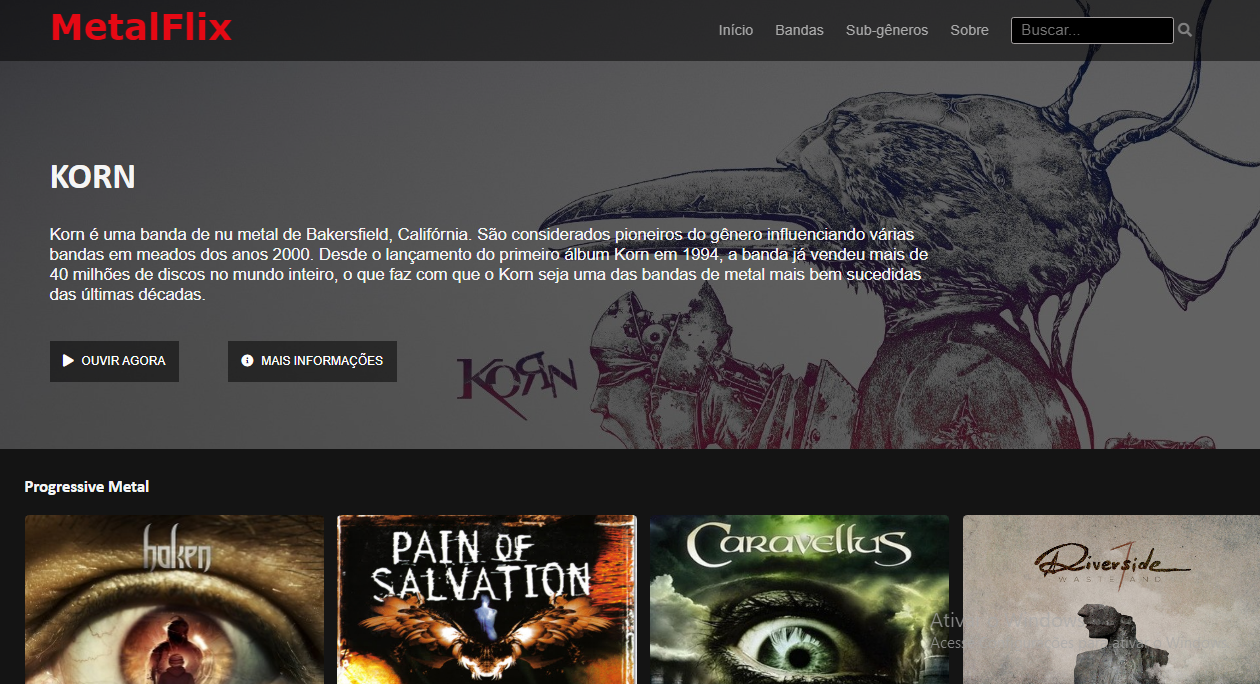 MetalFlix
Início Bandas Sub-gêneros Sobre Buscar...
KORN
Korn é uma banda de nu metal de Bakersfield, Califórnia. São considerados pioneiros do gênero influenciando várias
bandas em meados dos anos 2000. Desde o lançamento do primeiro álbum Korn em 1994, a banda já vendeu mais de
40 milhões de discos no mundo inteiro, o que faz com que o Korn seja uma das bandas de metal mais bem sucedidas
das últimas décadas.
OUVIR AGORA MAIS INFORMAÇÕES
KORN
Progressive Metal
haken
PAIN OF
SALVATION
CARAVELLUS
Riverside
WASTELAND